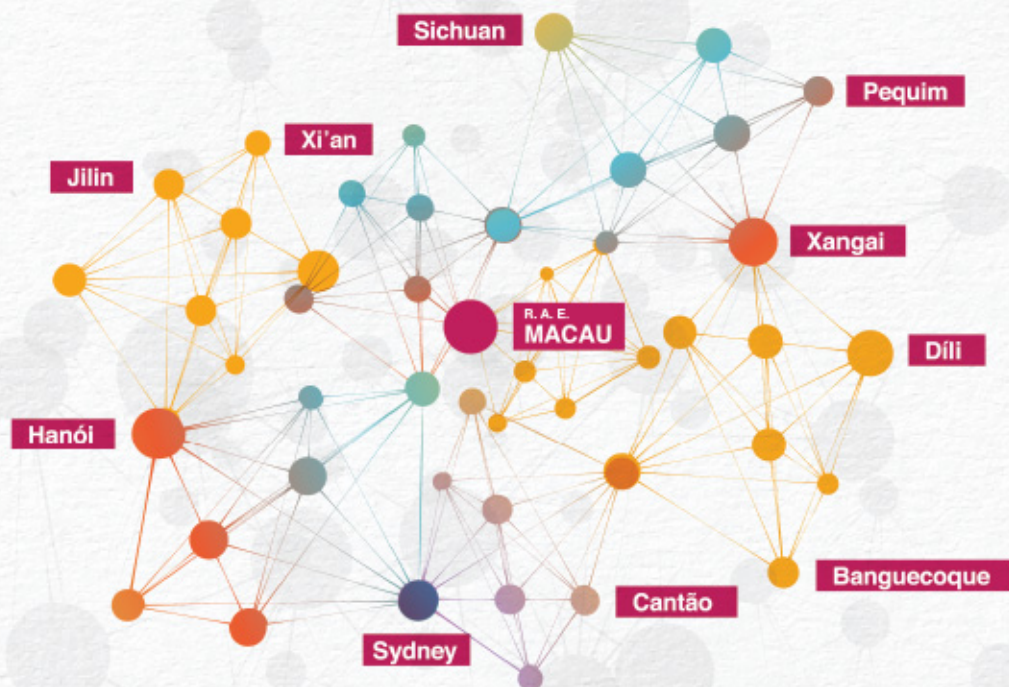 Sichuan
Pequim
Xi'an
Jilin
Xangai
R. A. E.
MACAU
Díli
Hanói
Banguecoque
Cantão
Sydney